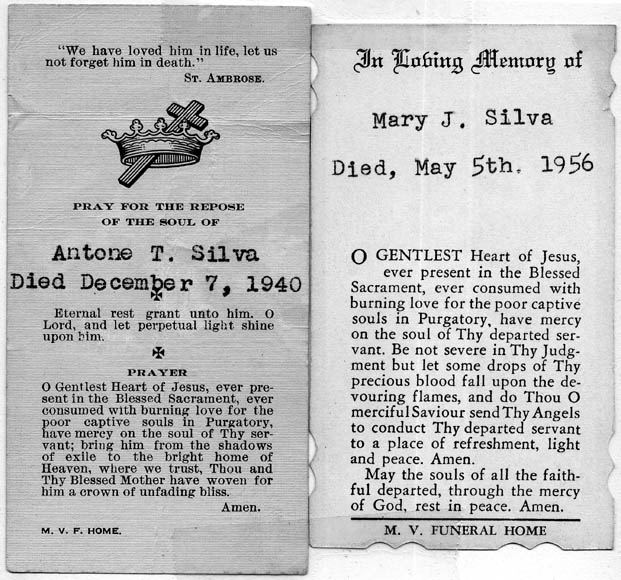 "We have loved him in life, let us
not forget him in death."
St. Ambrose.
PRAY FOR THE REPOSE
OF THE SOUL OF
Antone T. Silva
Died December 7, 1940
Eternal rest grant unto him. O
Lord, and let perpetual light shine
upon him.
PRAYER
O Gentlest Heart of Jesus, ever pre-
sent in the Blessed Sacrament, ever
consumed with burning love for the
poor captive souls in Purgatory,
have mercy on the soul of Thy ser-
vant; bring him from the shadows
of exile to the bright home of
Heaven, where we trust, Thou and
Thy Blessed Mother have woven for
him a crown of unfading bliss.
Amen.
M. V. F. HOME.
In Loving Memory of
Mary J. Silva
Died, May 5th. 1956
O GENTLEST Heart of Jesus,
ever present in the Blessed
Sacrament, ever consumed with
burning love for the poor captive
souls in Purgatory, have mercy
on the soul of Thy departed ser-
vant. Be not severe in Thy Judg-
ment but let some drops of Thy
precious blood fall upon the de-
vouring flames, and do Thou O
merciful Saviour send Thy Angels
to conduct Thy departed servant
to a place of refreshment, light
and peace. Amen.
May the souls of all the faith-
ful departed, through the mercy
of God, rest in peace. Amen.
M. V. FUNERAL HOME